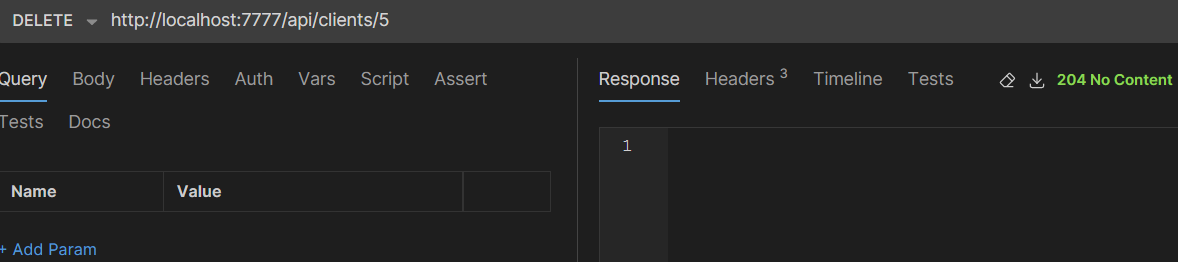 DELETE http://localhost:7777/api/clients/5
Query Body Headers Auth Vars Script Assert
Tests Docs
Name Value
+ Add Param
Response Headers 3 Timeline Tests 204 No Content
1